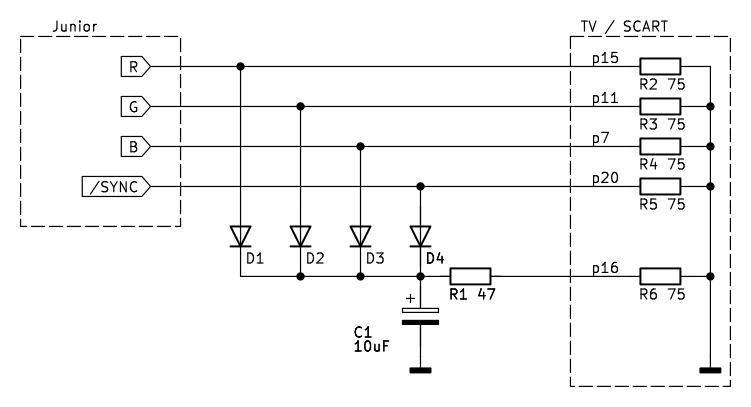 Junior TV / SCART
R p15 R2 75
G p11 R3 75
B p7 R4 75
/SYNC p20 R5 75
D1 D2 D3 D4
p16
+ R1 47 R6 75
C1
10uF